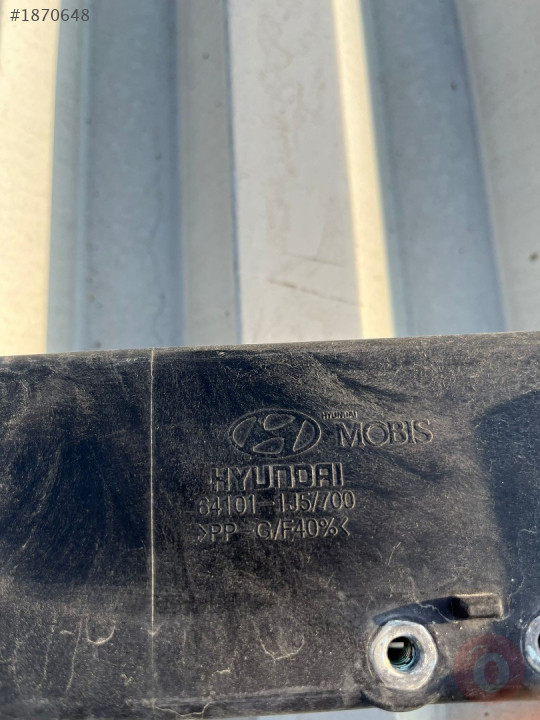 #1870648
HYUNDAI
MOBIS
HYUNDAI
64101-1J5/700
>PP-G/F40%<